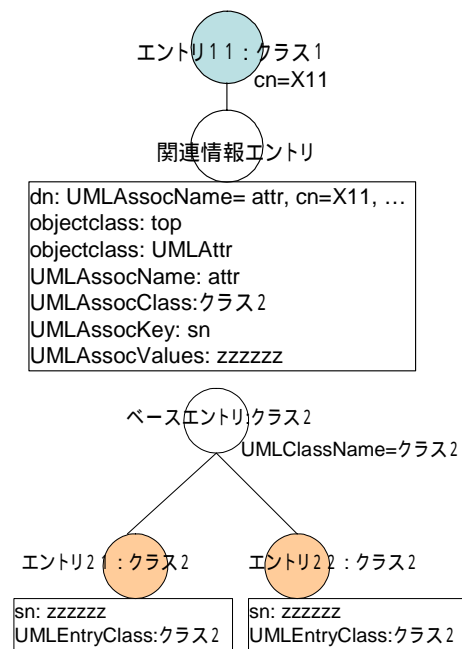 エントリ１１：クラス１
cn=X11
関連情報エントリ
dn: UMLAssocName= attr, cn=X11, …
objectclass: top
objectclass: UMLAttr
UMLAssocName: attr
UMLAssocClass:クラス２
UMLAssocKey: sn
UMLAssocValues: zzzzzz
ベースエントリ:クラス２
UMLClassName=クラス２
エントリ２１：クラス２
エントリ２２：クラス２
sn: zzzzzz
UMLEntryClass:クラス２
sn: zzzzzz
UMLEntryClass:クラス２